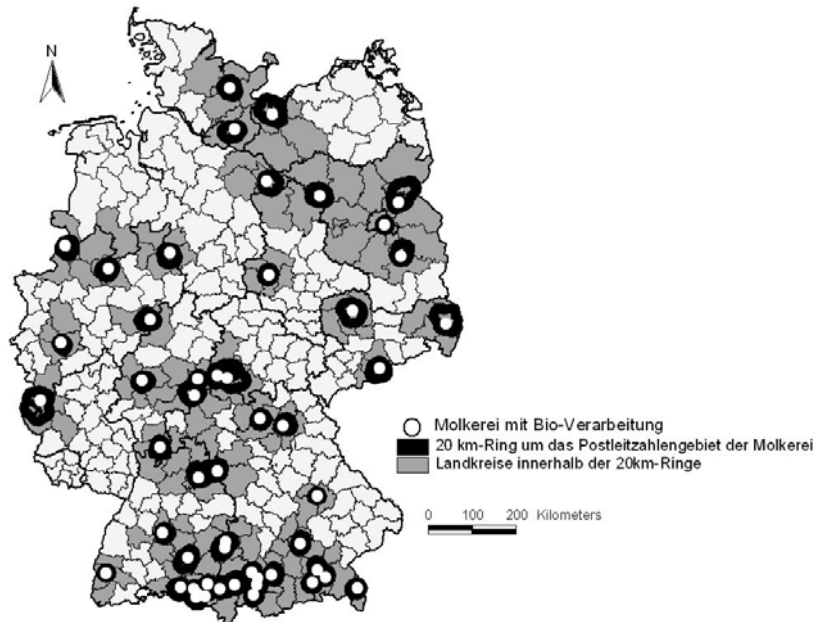 N
Molkerei mit Bio-Verarbeitung
20 km-Ring um das Postleitzahlengebiet der Molkerei
Landkreise innerhalb der 20km-Ringe
0 100 200 Kilometers